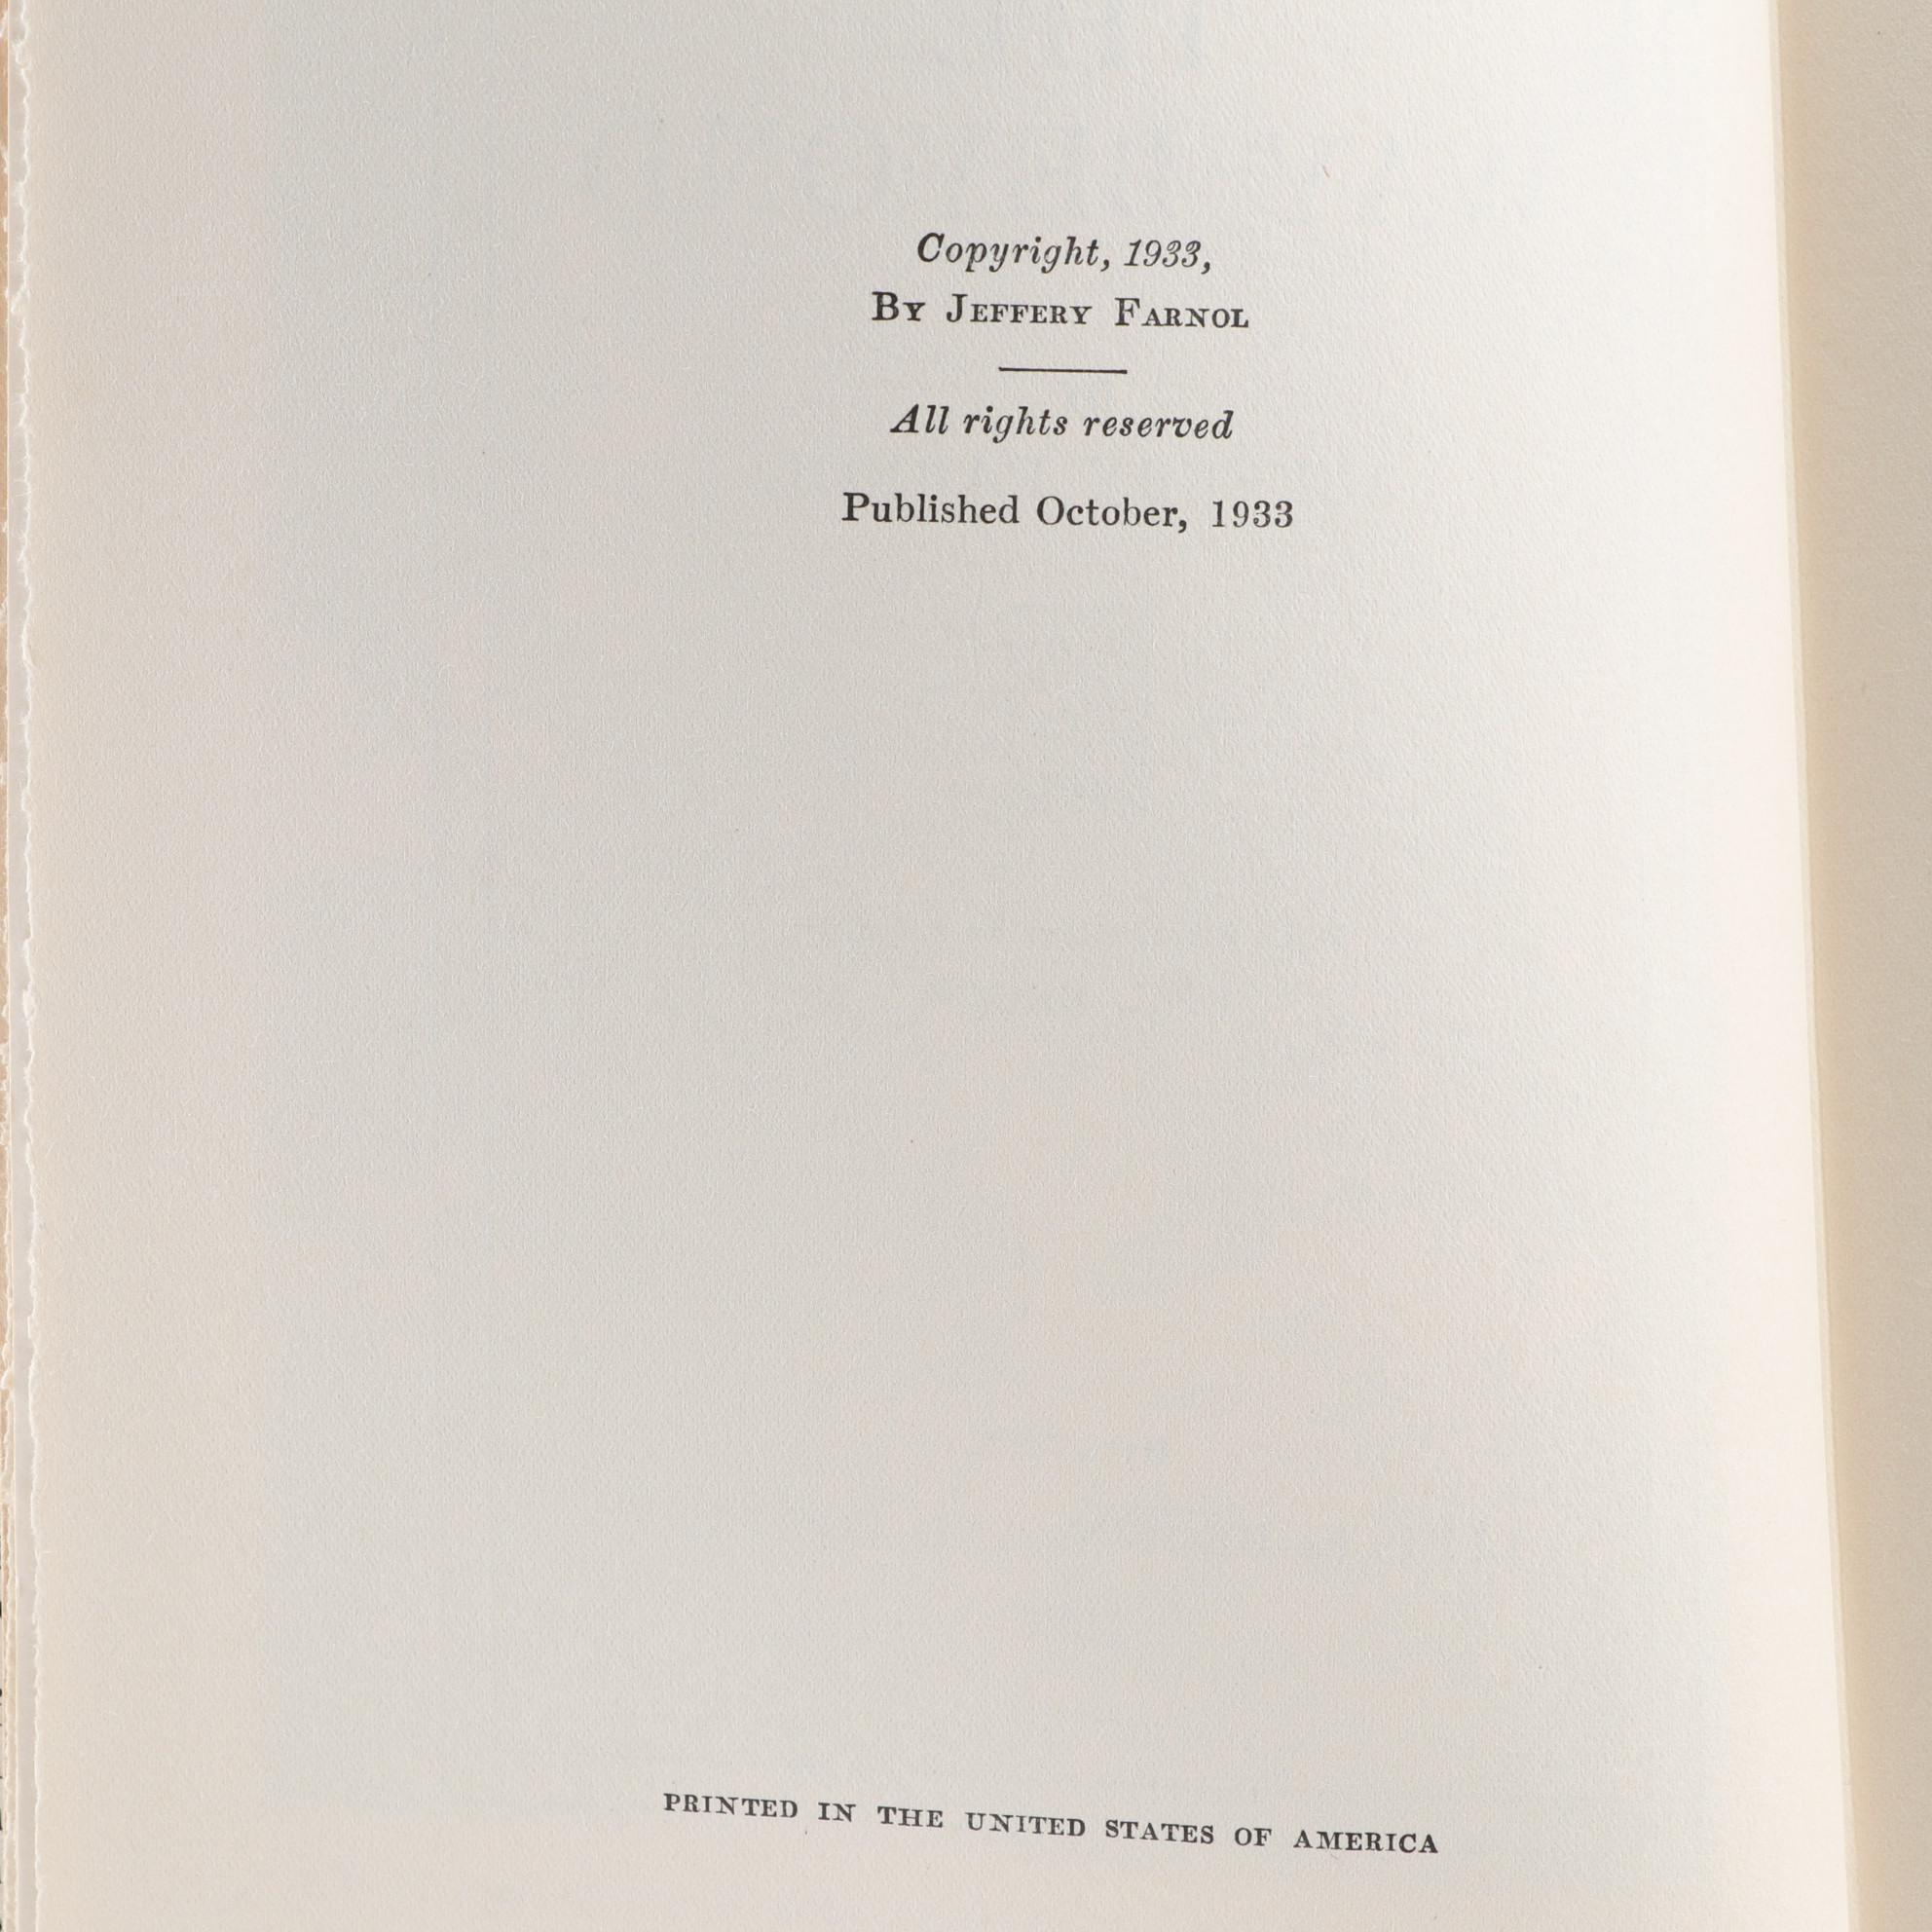 Copyright, 1933,
By Jeffery Farnol
All rights reserved
Published October, 1933
PRINTED IN THE UNITED STATES OF AMERICA